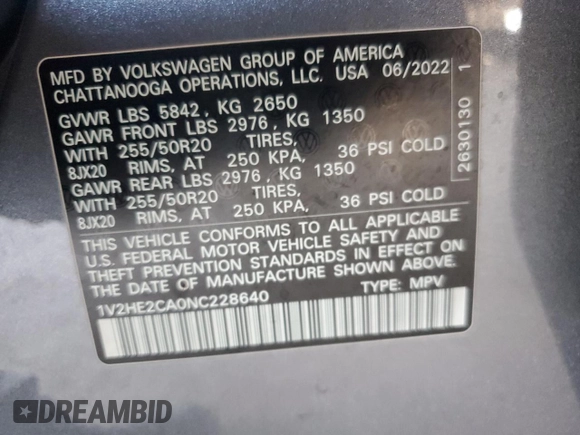 MFD BY VOLKSWAGEN GROUP OF AMERICA
CHATTANOOGA OPERATIONS, LLC. USA 06/2022
GVWR LBS 5842, KG 2650
GAWR FRONT LBS 2976, KG 1350
WITH 255/50R20 TIRES,
8JX20 RIMS, AT 250 KPA, 36 PSI COLD
GAWR REAR LBS 2976, KG 1350
WITH 255/50R20 TIRES,
8JX20 RIMS, AT 250 KPA, 36 PSI COLD
THIS VEHICLE CONFORMS TO ALL APPLICABLE
U.S. FEDERAL MOTOR VEHICLE SAFETY AND
THEFT PREVENTION STANDARDS IN EFFECT ON
THE DATE OF MANUFACTURE SHOWN ABOVE.
1V2HE2CA0NC228640 TYPE: MPV
2630130 1
DREAMBID